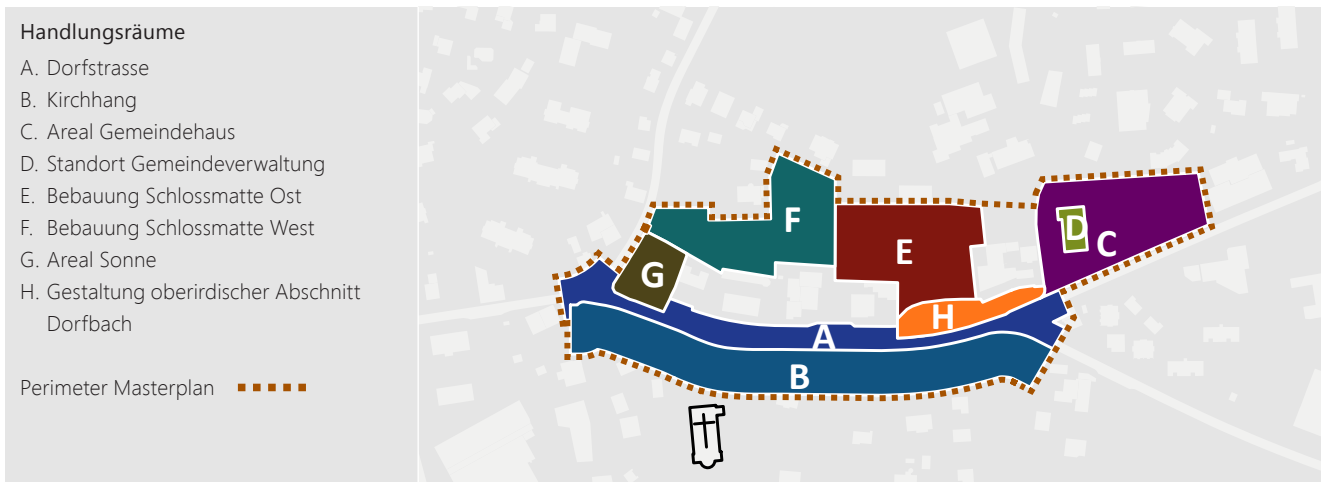 Handlungsräume
A. Dorfstrasse
B. Kirchhang
C. Areal Gemeindehaus
D. Standort Gemeindeverwaltung
E. Bebauung Schlossmatte Ost
F. Bebauung Schlossmatte West
G. Areal Sonne
H. Gestaltung oberirdischer Abschnitt
Dorfbach
Perimeter Masterplan
F
D
E
C
G
H
A
B